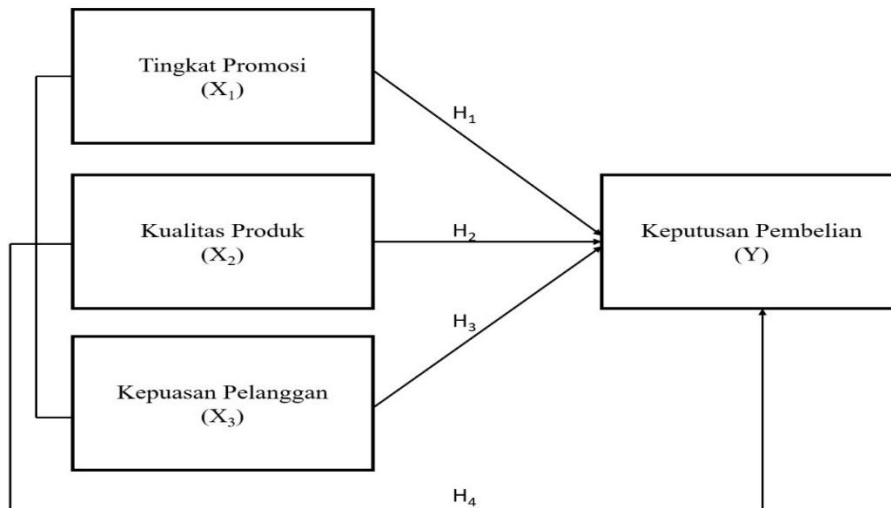 Tingkat Promosi
(X₁)
H₁
Kualitas Produk
(X₂)
H₂
Keputusan Pembelian
(Y)
H₃
Kepuasan Pelanggan
(X₃)
H₄